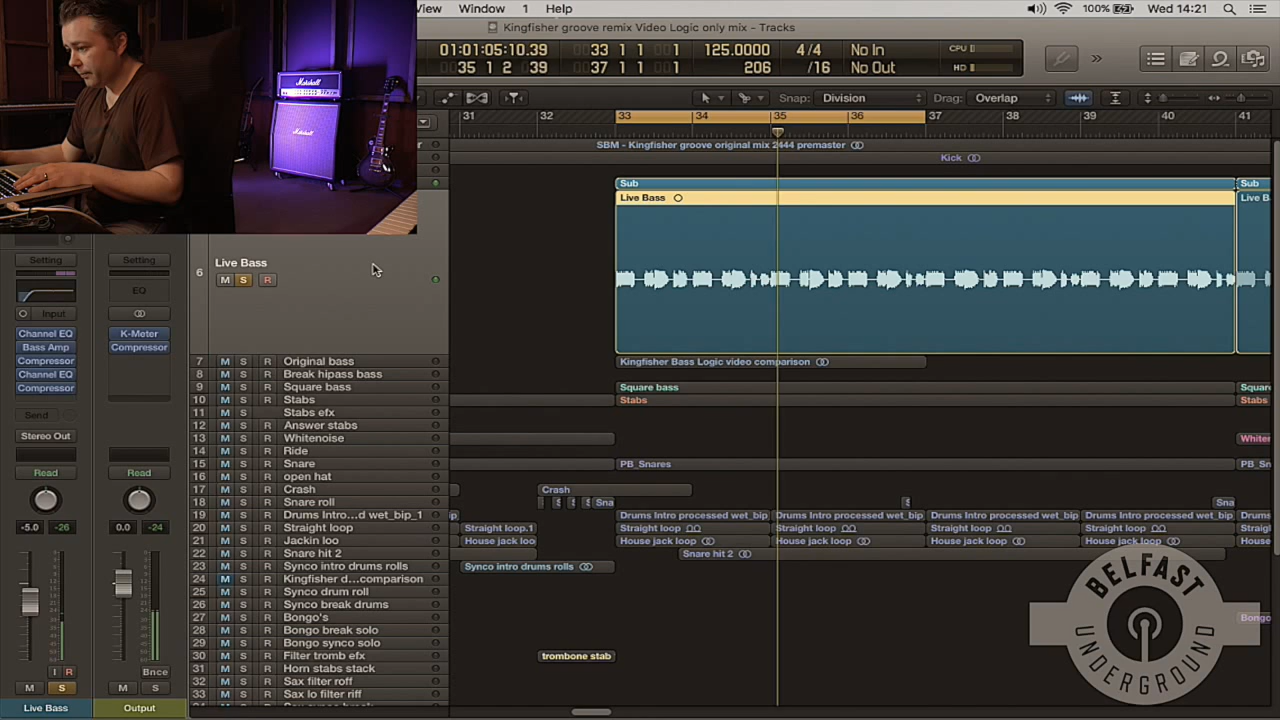 View Window 1 Help
100% Wed 14:21
Kingfisher groove remix Video Logic only mix - Tracks
01:01:05:10.39 33 1 1 1 125.0000 4/4 No In CPU
35 1 2 39 37 1 1 1 206 /16 No Out HD
Snap: Division Drag: Overlap
31 32 33 34 35 36 37 38 39 40 41
SBM - Kingfisher groove original mix 2444 premaster
Kick
Sub Sub
Live Bass Live B
Marshall
Marshall
Setting Setting
EQ
Input
Channel EQ K-Meter
Bass Amp Compressor
Compressor
Channel EQ
Compressor
Send
Stereo Out
Read Read
-5.0 -26 0.0 -24
I R Bnce
M S M S
Live Bass Output
6 Live Bass
M S R
7 M S R Original bass Kingfisher Bass Logic video comparison
8 M S R Break hipass bass
9 M S R Square bass Square bass Square
10 M S R Stabs Stabs Stabs
11 M S Stabs efx
12 M S R Answer stabs
13 M S R Whitenoise Whiter
14 M S R Ride
15 M S R Snare PB_Snares PB_Sn
16 M S R open hat
17 M S R Crash Crash
18 M S R Snare roll Sna Sna
19 M S R Drums Intro...d wet_bip_1 Drums Intro processed wet_bip Drums Intro processed wet_bip Drums Intro processed wet_bip Drums Intro processed wet_bip Drums
20 M S R Straight loop Straight loop.1 Straight loop Straight loop Straight loop Straight loop Straigh
21 M S R Jackin loo House jack loo House jack loop House jack loop House jack loop House jack loop House
22 M S R Snare hit 2 Snare hit 2
23 M S R Synco intro drums rolls Synco intro drums rolls
24 M S R Kingfisher d...comparison
25 M S R Synco drum roll
26 M S R Synco break drums
27 M S R Bongo's Bongo
28 M S R Bongo break solo
29 M S R Bongo synco solo
30 M S R Filter tromb efx trombone stab
31 M S R Horn stabs stack
32 M S R Sax filter roff
33 M S R Sax lo filter riff
BELFAST
UNDERGROUND